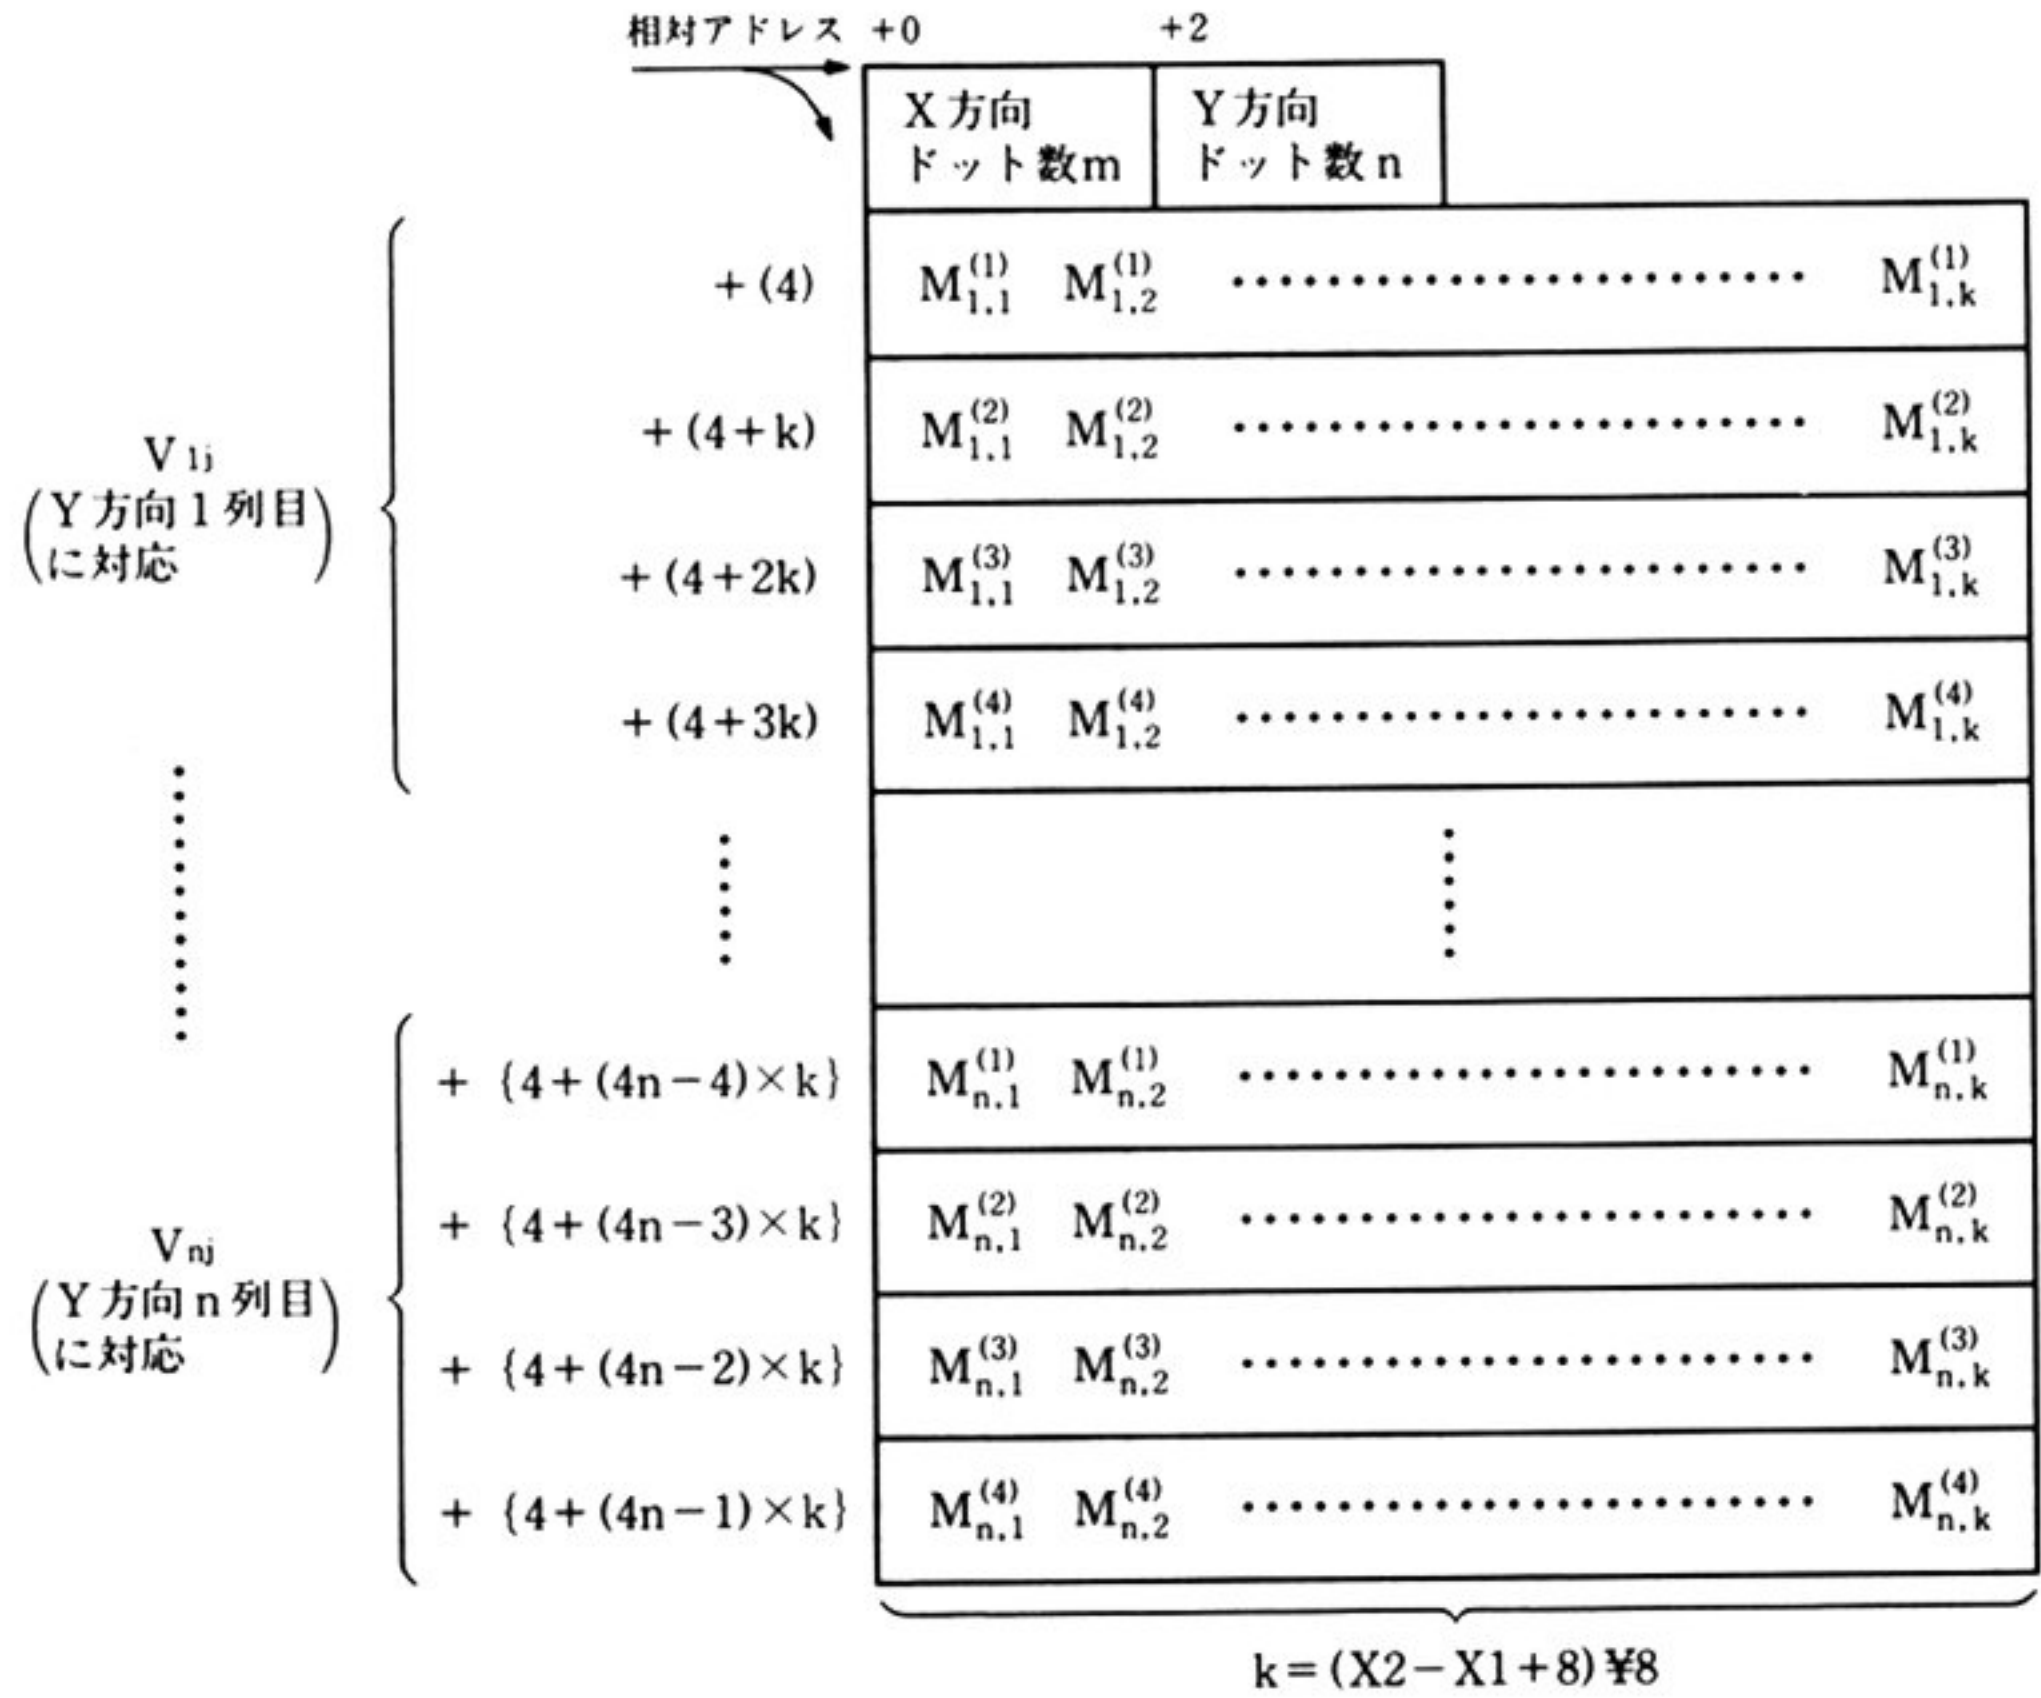 相対アドレス +0 +2
X方向 Y方向
ドット数m ドット数n
+(4) M(1)1,1 M(1)1,2 ……………………… M(1)1,k
+(4+k) M(2)1,1 M(2)1,2 ……………………… M(2)1,k
V1j
(Y方向1列目
に対応)
+(4+2k) M(3)1,1 M(3)1,2 ……………………… M(3)1,k
+(4+3k) M(4)1,1 M(4)1,2 ……………………… M(4)1,k
+ {4+(4n−4)×k} M(1)n,1 M(1)n,2 ……………………… M(1)n,k
+ {4+(4n−3)×k} M(2)n,1 M(2)n,2 ……………………… M(2)n,k
Vnj
(Y方向n列目
に対応)
+ {4+(4n−2)×k} M(3)n,1 M(3)n,2 ……………………… M(3)n,k
+ {4+(4n−1)×k} M(4)n,1 M(4)n,2 ……………………… M(4)n,k
k=(X2−X1+8)¥8